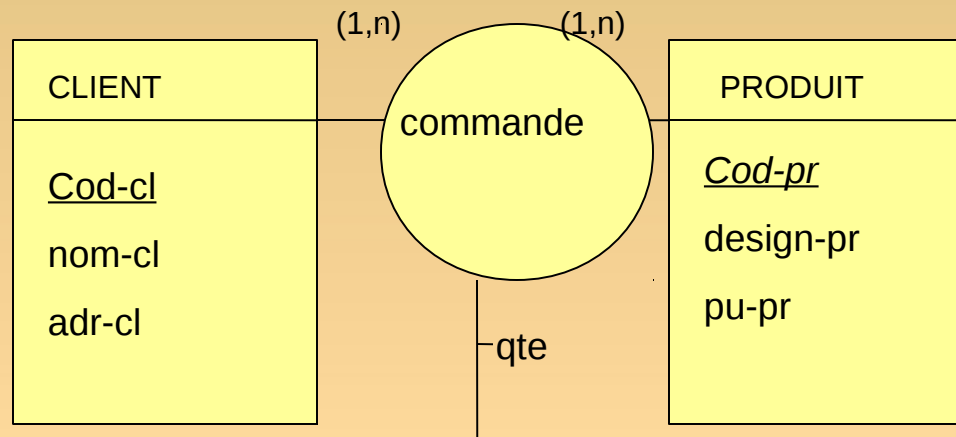 (1,n)
(1,n)
CLIENT
commande
PRODUIT
Cod-cl
nom-cl
adr-cl
Cod-pr
design-pr
pu-pr
qte